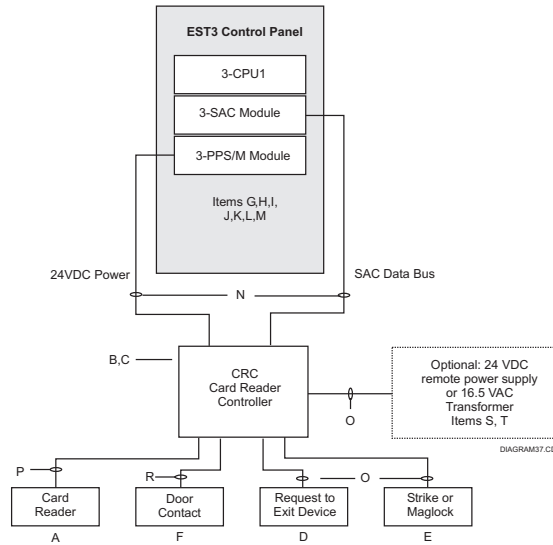 EST3 Control Panel
3-CPU1
3-SAC Module
3-PPS/M Module
Items G,H,I,
J,K,L,M
24VDC Power
SAC Data Bus
N
B,C
CRC
Card Reader
Controller
O
Optional: 24 VDC
remote power supply
or 16.5 VAC
Transformer
Items S, T
DIAGRAM37.CD
P
R
O
Card
Reader
Door
Contact
Request to
Exit Device
Strike or
Maglock
A
F
D
E